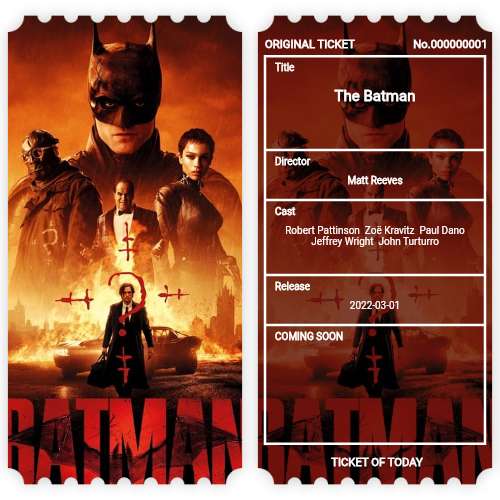 BATMAN
ORIGINAL TICKET No.000000001
Title
The Batman
Director
Matt Reeves
Cast
Robert Pattinson Zoë Kravitz Paul Dano
Jeffrey Wright John Turturro
Release
2022-03-01
COMING SOON
BATMAN
TICKET OF TODAY